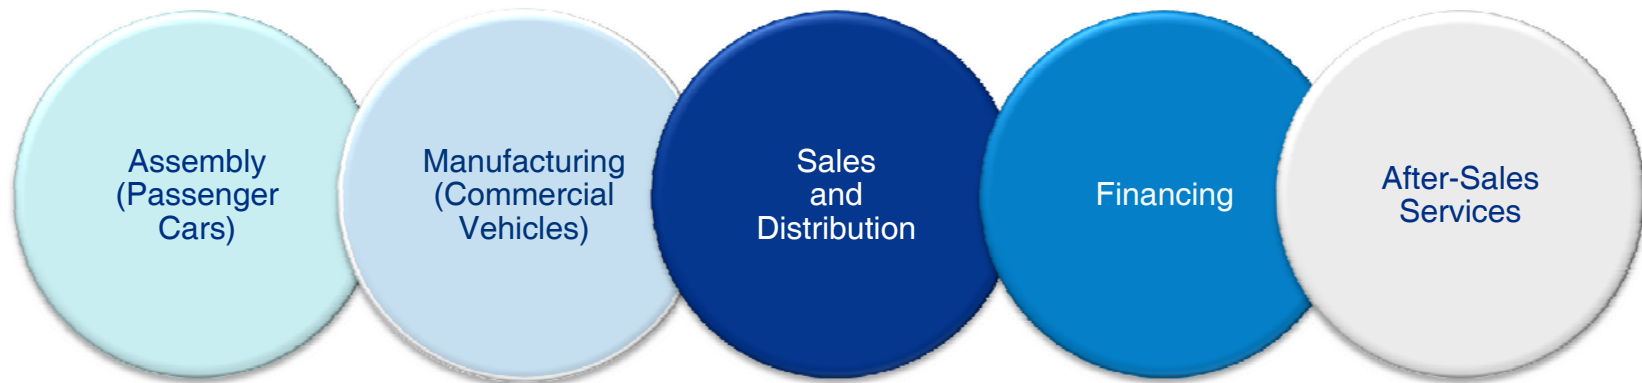 Assembly
(Passenger
Cars)
Manufacturing
(Commercial
Vehicles)
Sales
and
Distribution
Financing
After-Sales
Services